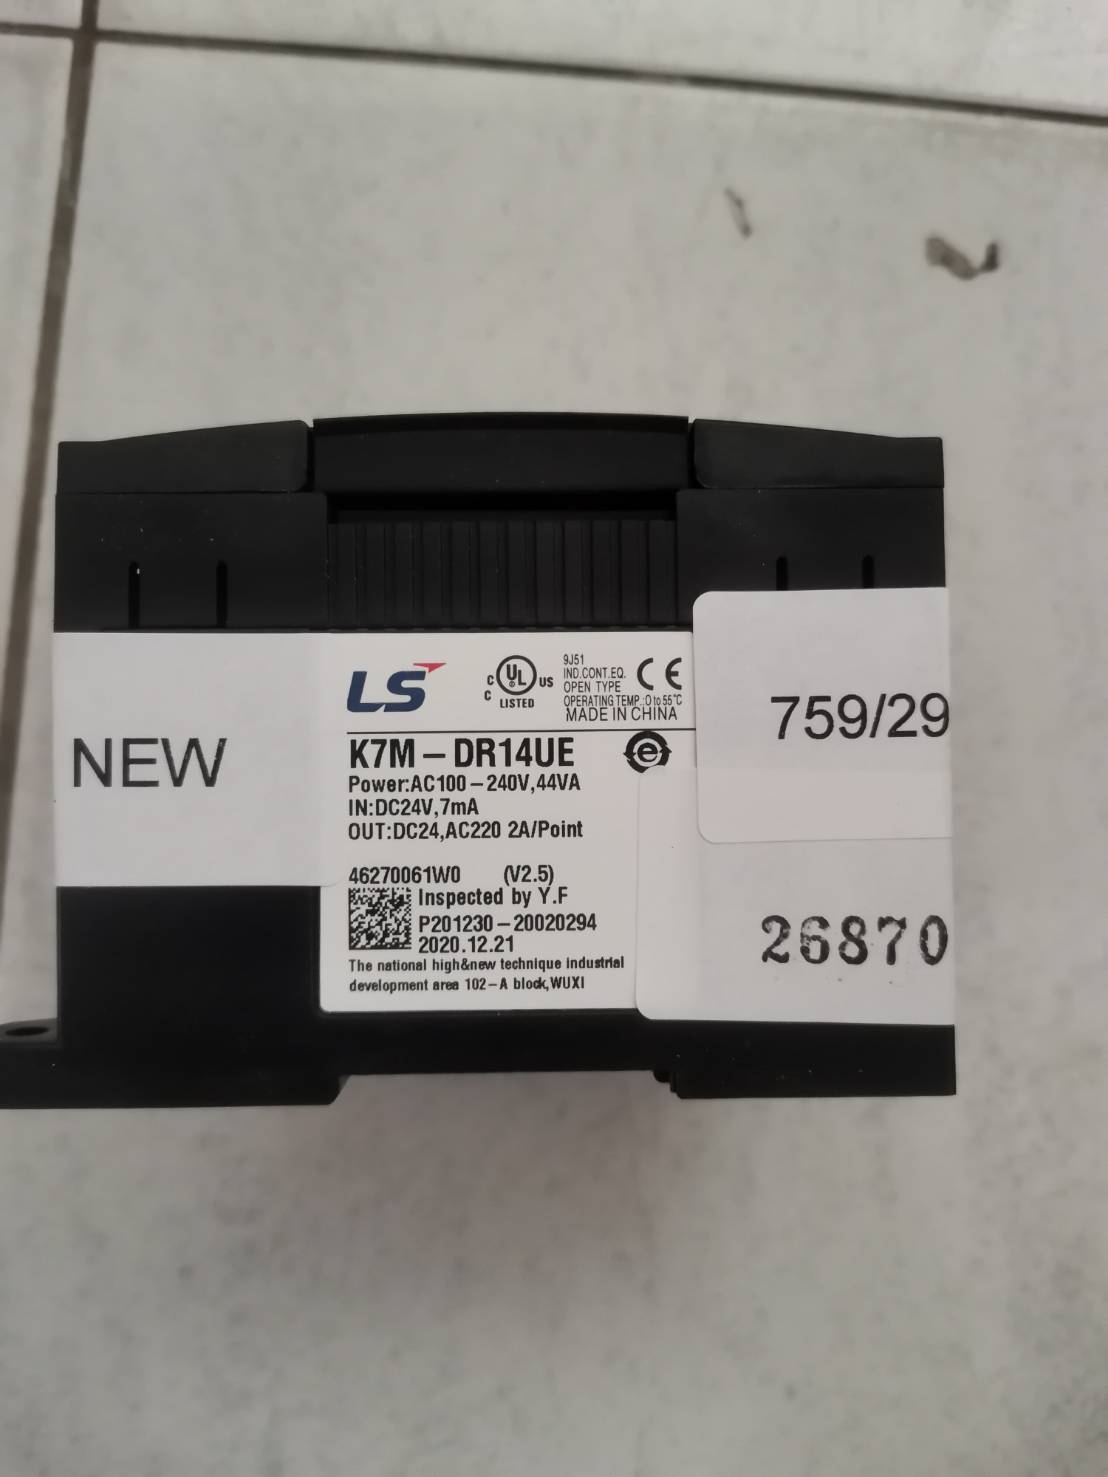 NEW
LS
C UL US
C LISTED
9J51
IND.CONT.EQ.
OPEN TYPE
OPERATING TEMP.:0 to 55℃
MADE IN CHINA
CE
K7M-DR14UE
e
Power:AC100-240V,44VA
IN:DC24V,7mA
OUT:DC24,AC220 2A/Point
46270061W0 (V2.5)
Inspected by Y.F
P201230-20020294
2020.12.21
The national high&new technique industrial
development area 102-A block,WUXI
759/29
26870